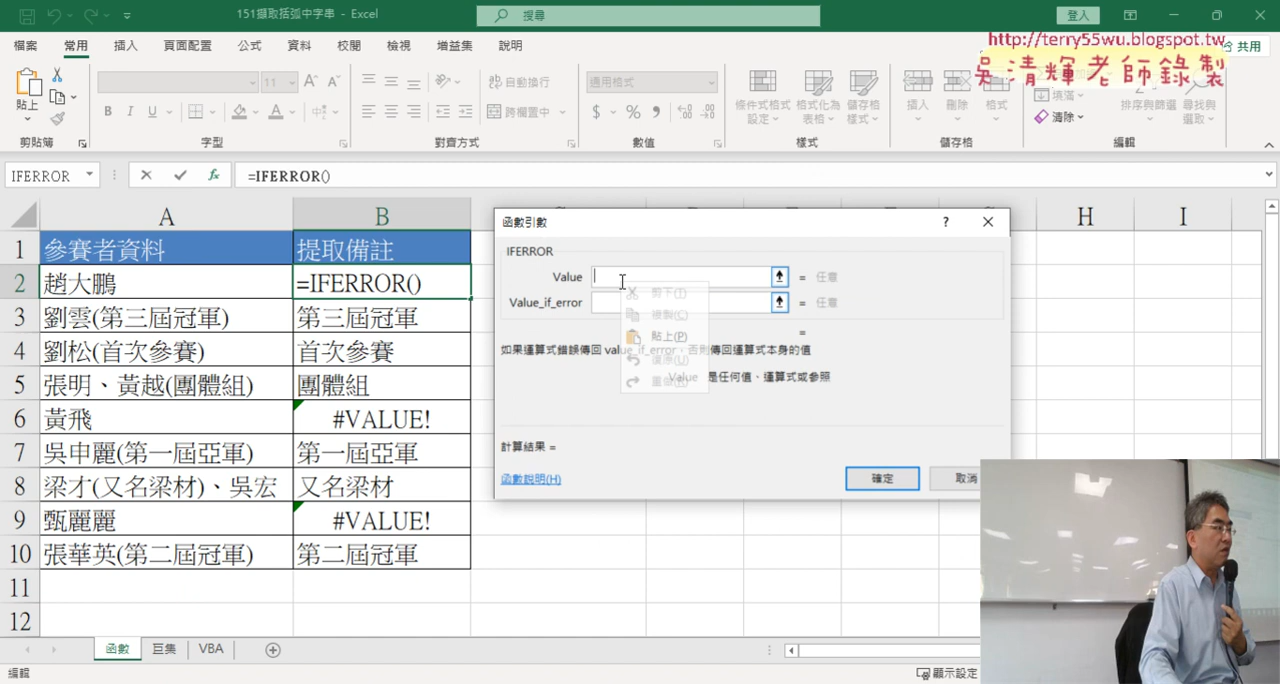 151擷取括弧中字串 - Excel
搜尋
登入
檔案 常用 插入 頁面配置 公式 資料 校閱 檢視 增益集 說明
共用
http://terry55wu.blogspot.tw
吳清輝老師錄製
貼上
11
B I U
自動換行
跨欄置中
通用格式
條件式格式設定
格式化為表格
儲存格樣式
插入
刪除
格式
填滿
清除
排序與篩選
尋找與選取
剪貼簿 字型 對齊方式 數值 樣式 儲存格 編輯
IFERROR
fx
=IFERROR()
A B H I
1 參賽者資料 提取備註
2 趙大鵬 =IFERROR()
3 劉雲(第三屆冠軍) 第三屆冠軍
4 劉松(首次參賽) 首次參賽
5 張明、黃越(團體組) 團體組
6 黃飛 #VALUE!
7 吳申麗(第一屆亞軍) 第一屆亞軍
8 梁才(又名梁材)、吳宏 又名梁材
9 甄麗麗 #VALUE!
10 張華英(第二屆冠軍) 第二屆冠軍
11
12
函數引數
?
IFERROR
Value = 任意
Value_if_error = 任意
=
剪下(T)
複製(C)
貼上(P)
復原(U)
如果運算式錯誤傳回 value_if_error，否則傳回運算式本身的值
Value 是任何值、運算式或參照
計算結果 =
函數說明(H)
確定
取消
函數 巨集 VBA
編輯
顯示設定